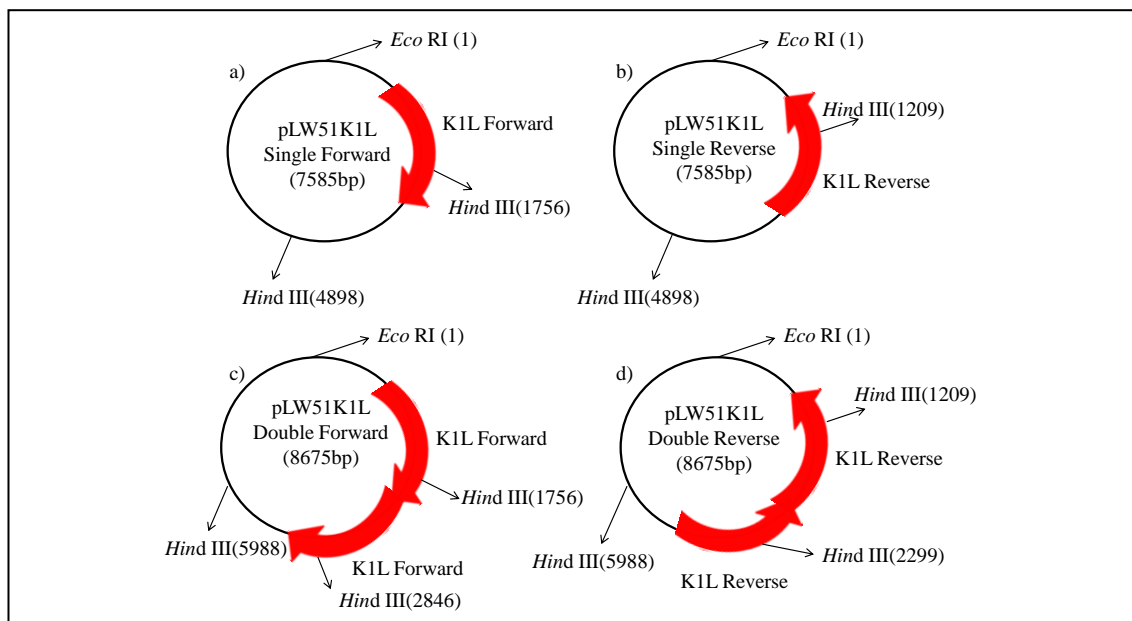 Eco RI (1)
a)
pLW51K1L
Single Forward
(7585bp)
K1L Forward
Hind III(1756)
Hind III(4898)
Eco RI (1)
b)
pLW51K1L
Single Reverse
(7585bp)
Hind III(1209)
K1L Reverse
Hind III(4898)
Eco RI (1)
c)
pLW51K1L
Double Forward
(8675bp)
K1L Forward
Hind III(1756)
Hind III(5988)
K1L Forward
Hind III(2846)
Eco RI (1)
d)
pLW51K1L
Double Reverse
(8675bp)
Hind III(1209)
K1L Reverse
Hind III(5988)
Hind III(2299)
K1L Reverse